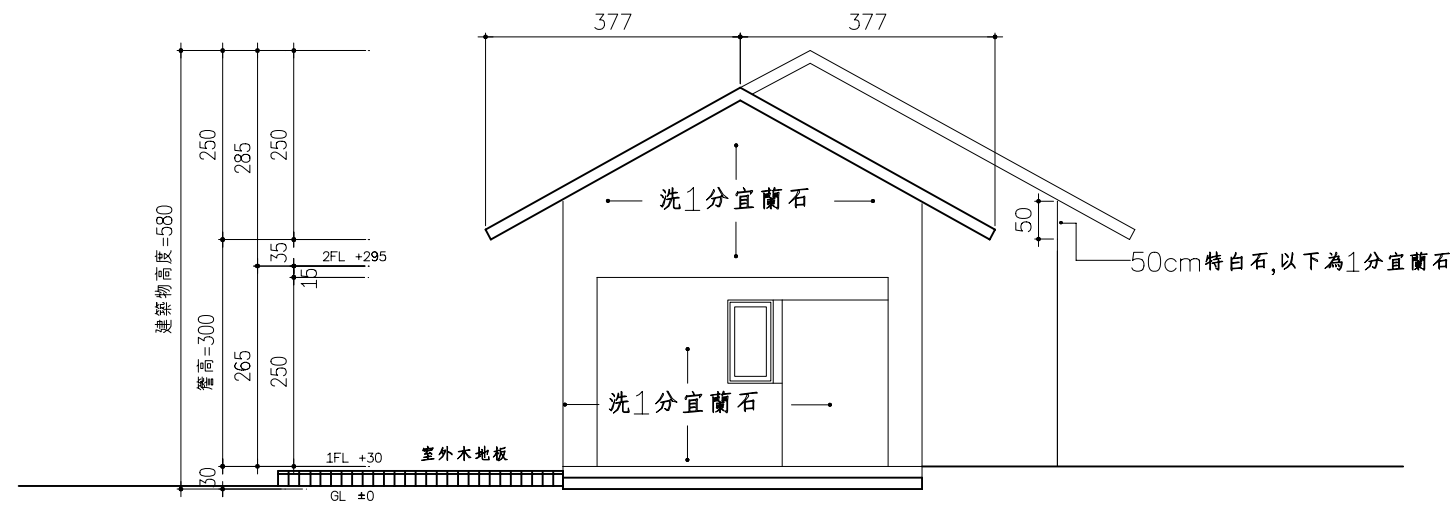 377
377
250
285
250
洗1分宜蘭石
50
建築物高度=580
35
2FL +295
15
50cm特白石,以下為1分宜蘭石
簷高=300
265
250
洗1分宜蘭石
1FL +30
室外木地板
30
GL ±0